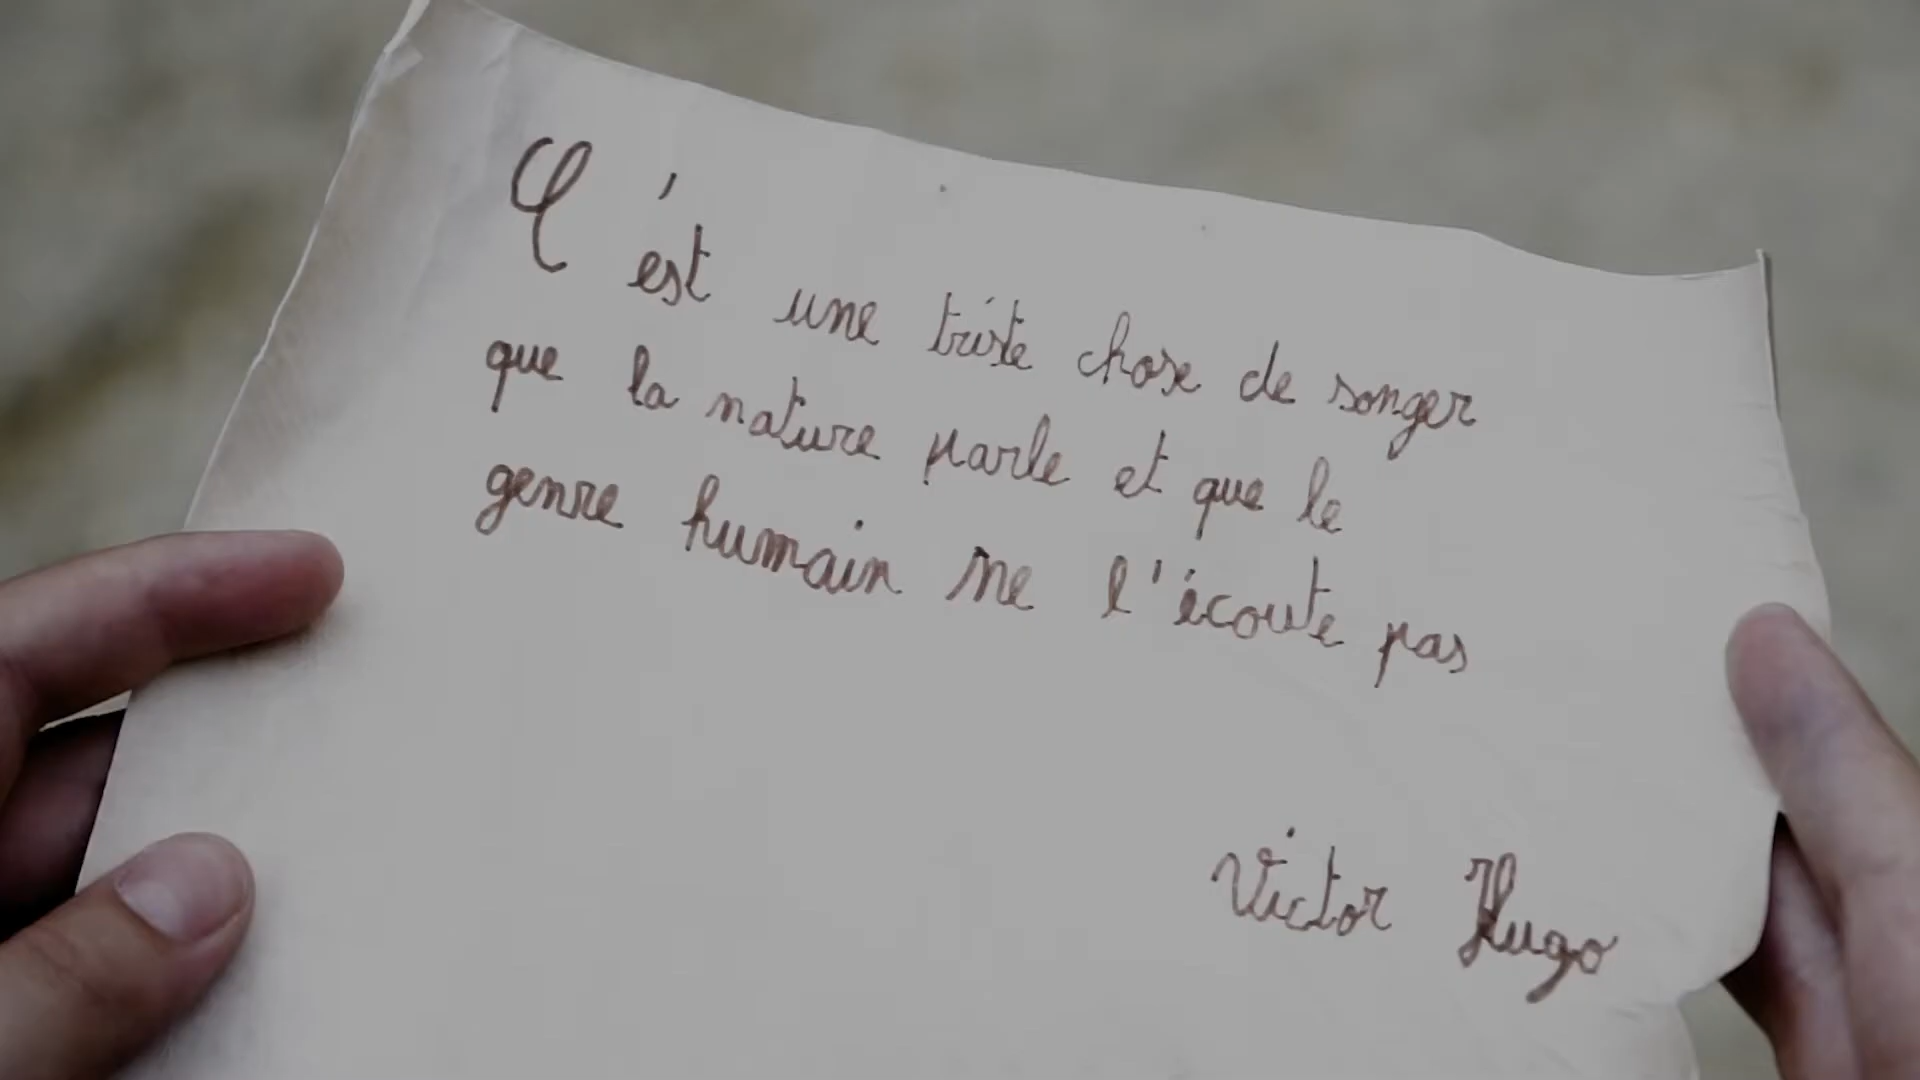 C'est une triste chose de songer
que la nature parle et que le
genre humain ne l'écoute pas
Victor Hugo